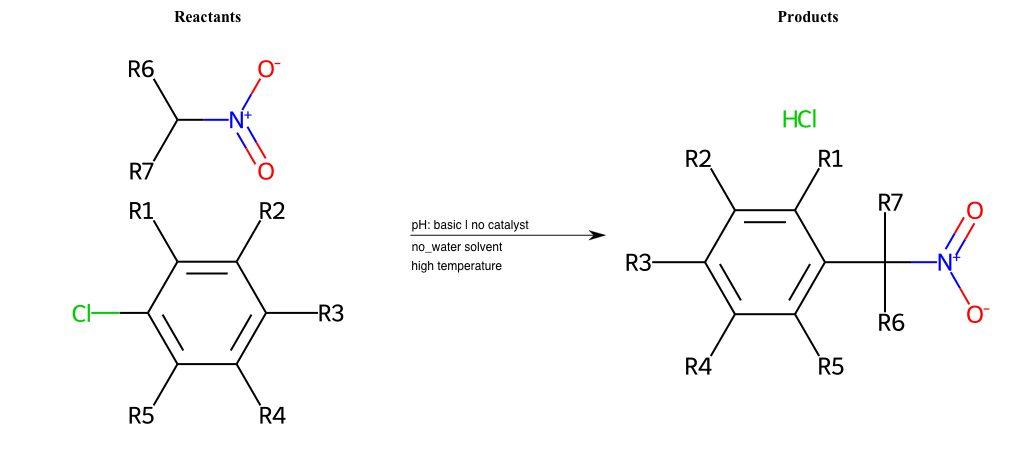 Reactants
Products
R6
O-
N+
R7
O
R1
R2
Cl
R3
R5
R4
pH: basic | no catalyst
no_water solvent
high temperature
HCl
R2
R1
R7
O
R3
N+
R6
O-
R4
R5